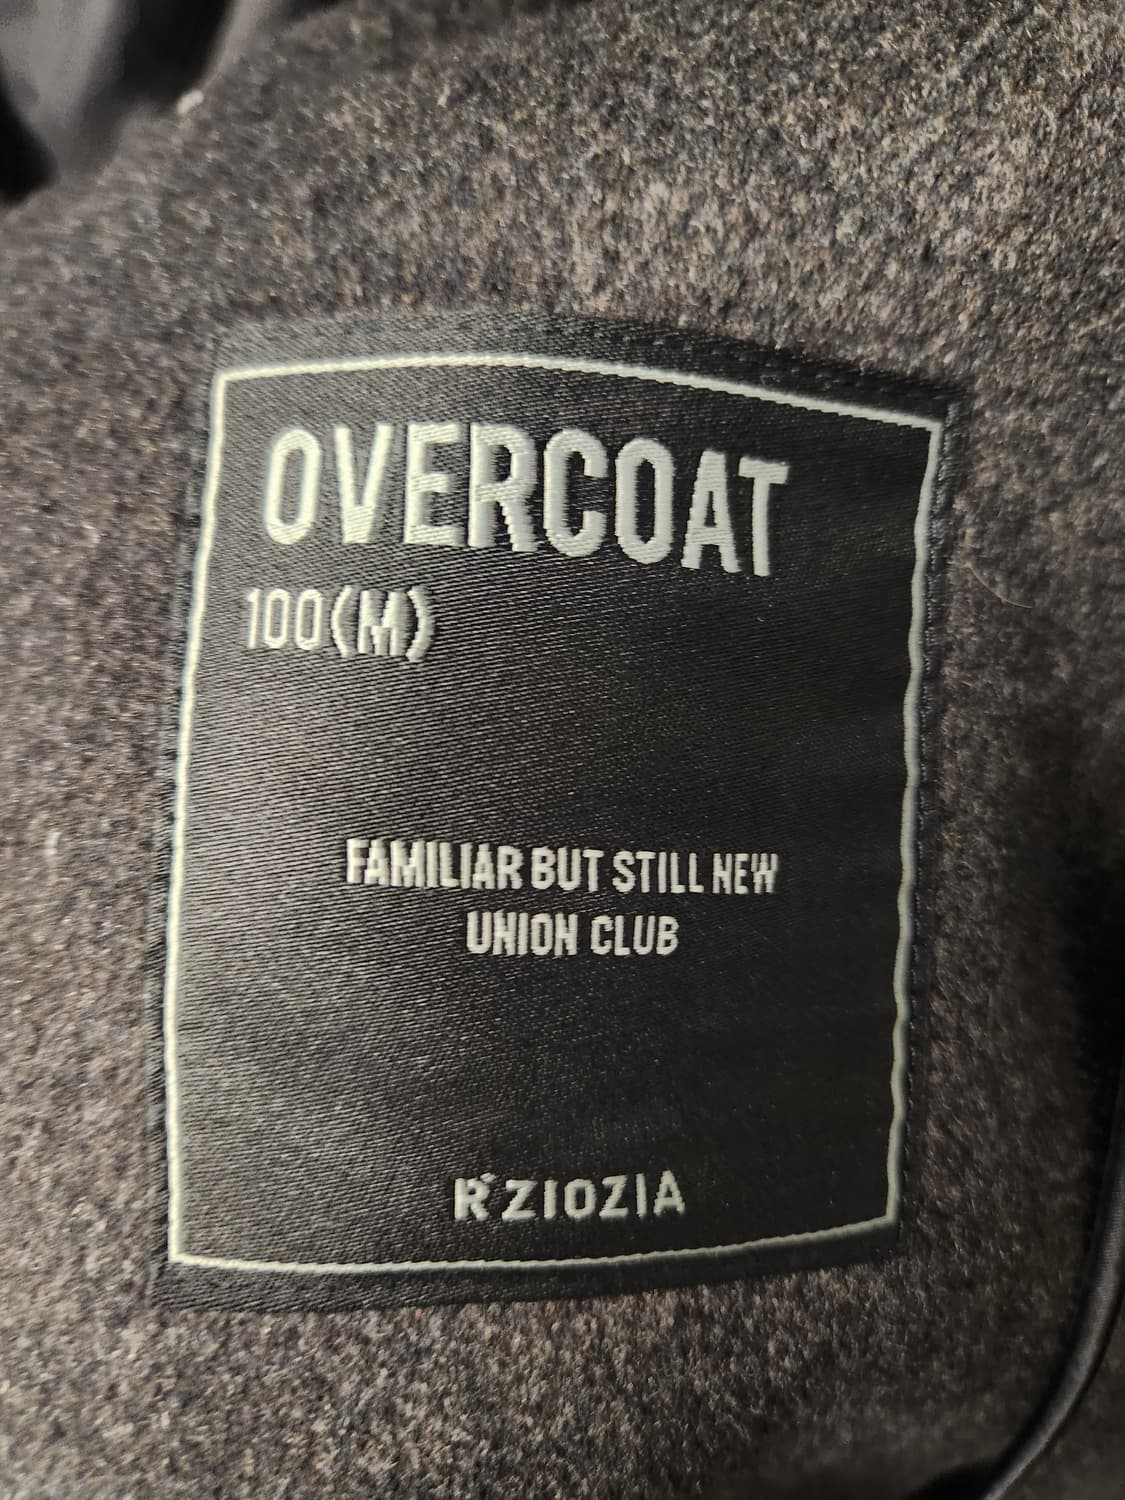 OVERCOAT
100(M)
FAMILIAR BUT STILL NEW
UNION CLUB
R'ZIOZIA